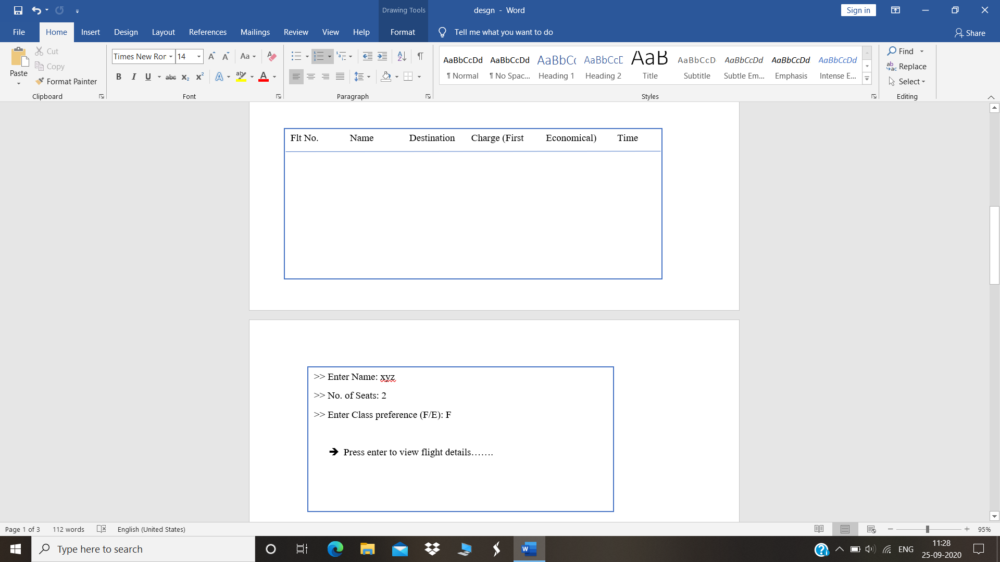 Drawing Tools
desgn - Word
Sign in
File Home Insert Design Layout References Mailings Review View Help Format Tell me what you want to do Share
Cut
Copy
Paste
Format Painter
Clipboard
Times New Ror 14
Font
Paragraph
AaBbCcDd AaBbCcDd AaBbC AaBbCcD AaB AaBbCcD AaBbCcDd AaBbCcDd AaBbCcDd
¶ Normal ¶ No Spac... Heading 1 Heading 2 Title Subtitle Subtle Em... Emphasis Intense E...
Styles
Find
Replace
Select
Editing
Flt No. Name Destination Charge (First Economical) Time
>> Enter Name: xyz
>> No. of Seats: 2
>> Enter Class preference (F/E): F
➔ Press enter to view flight details…….
Page 1 of 3 112 words English (United States) 95%
Type here to search
ENG
11:28
25-09-2020